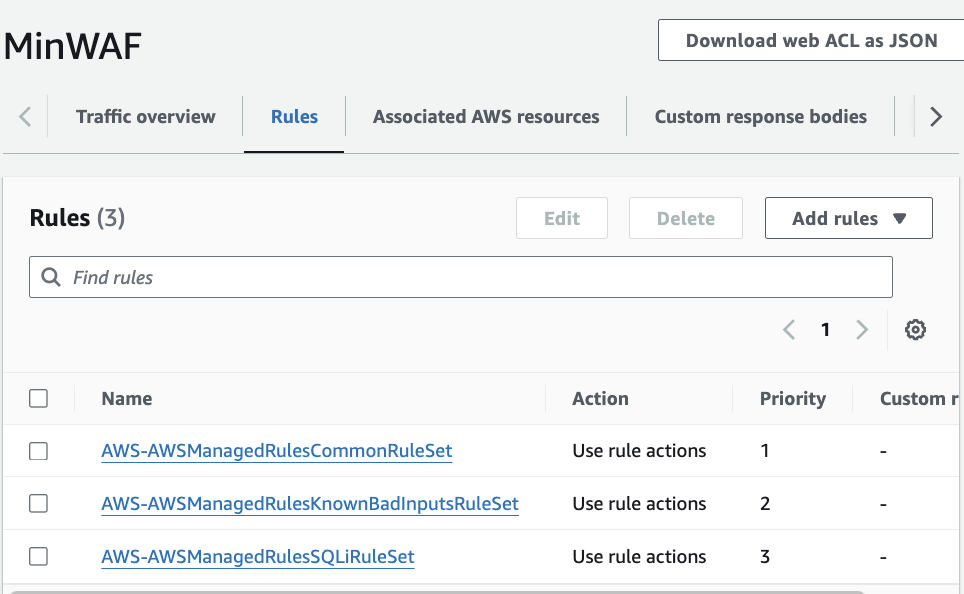 MinWAF
Download web ACL as JSON
Traffic overview
Rules
Associated AWS resources
Custom response bodies
Rules (3)
Edit
Delete
Add rules
Find rules
1
Name Action Priority Custom r
AWS-AWSManagedRulesCommonRuleSet Use rule actions 1 -
AWS-AWSManagedRulesKnownBadInputsRuleSet Use rule actions 2 -
AWS-AWSManagedRulesSQLiRuleSet Use rule actions 3 -